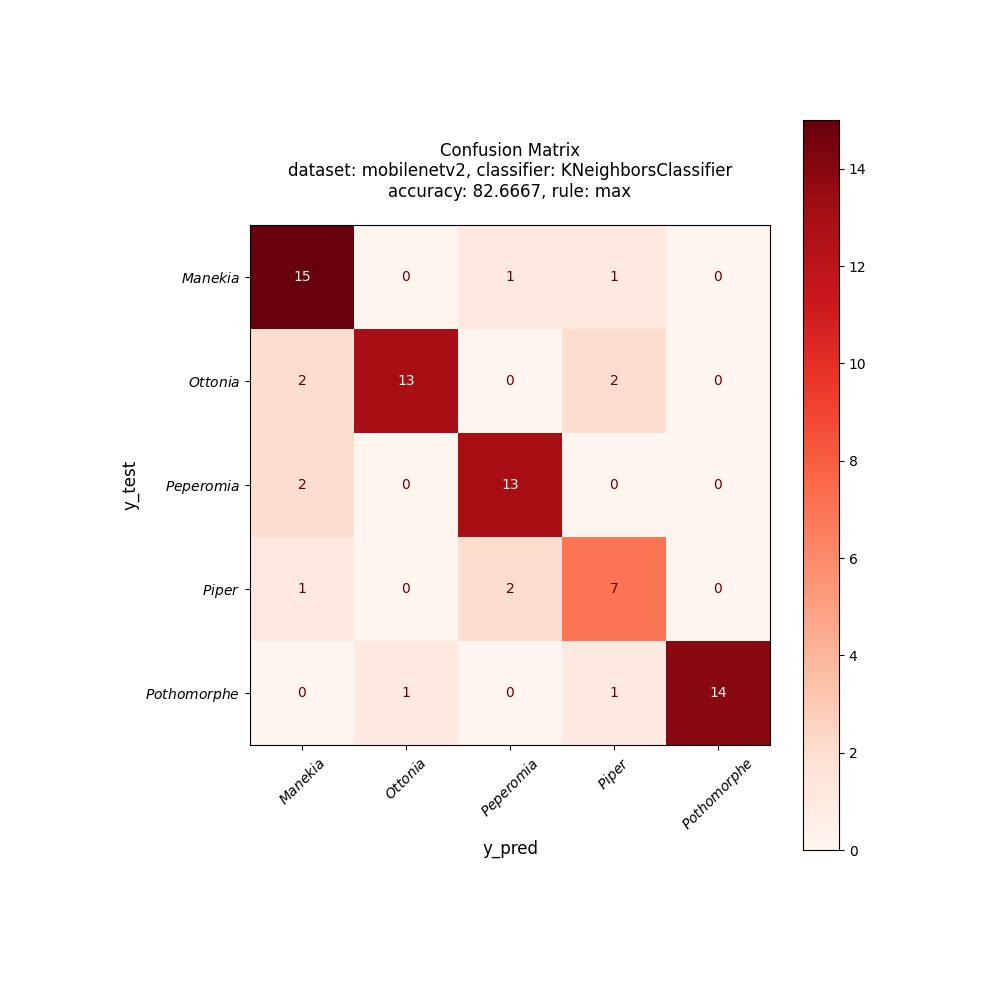 Confusion Matrix
dataset: mobilenetv2, classifier: KNeighborsClassifier
accuracy: 82.6667, rule: max
Manekia 15 0 1 1 0
Ottonia 2 13 0 2 0
Peperomia 2 0 13 0 0
Piper 1 0 2 7 0
Pothomorphe 0 1 0 1 14
y_test
Manekia Ottonia Peperomia Piper Pothomorphe
y_pred
14
12
10
8
6
4
2
0